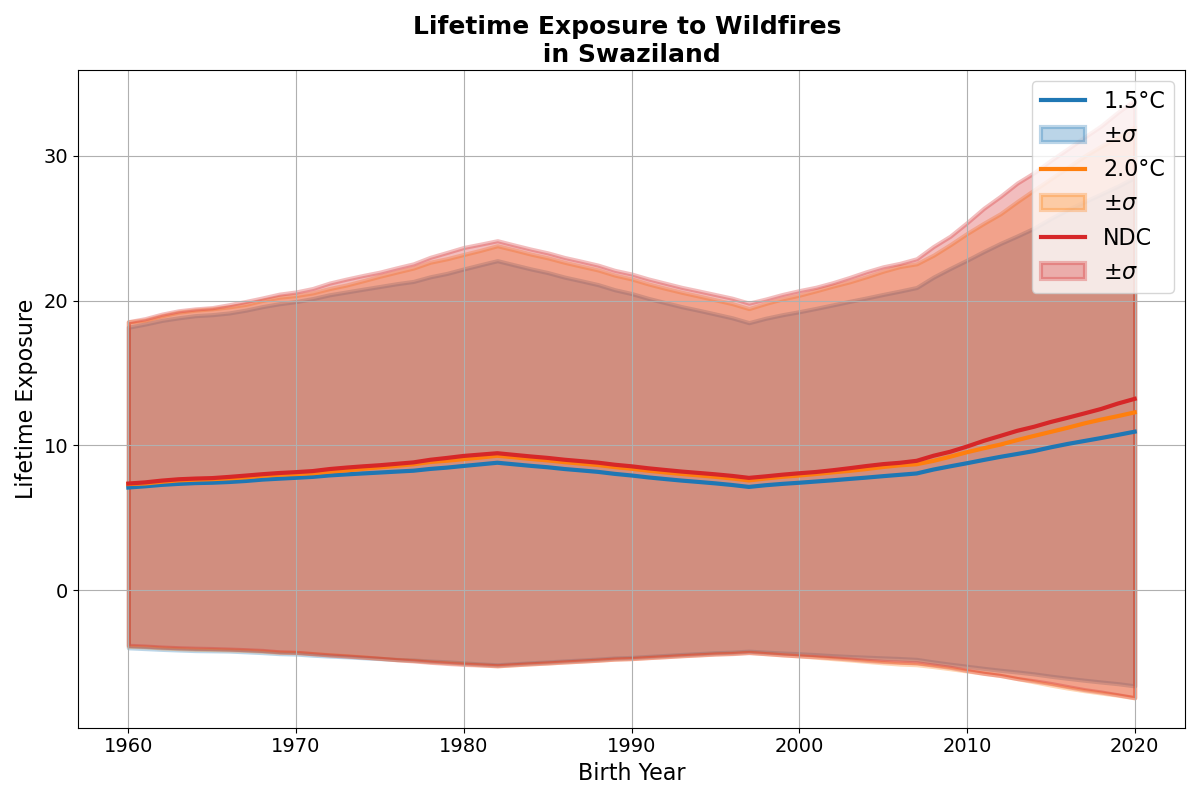 Lifetime Exposure to Wildfires
in Swaziland
Lifetime Exposure
30
20
10
0
1960
1970
1980
1990
2000
2010
2020
Birth Year
1.5°C
±σ
2.0°C
±σ
NDC
±σ